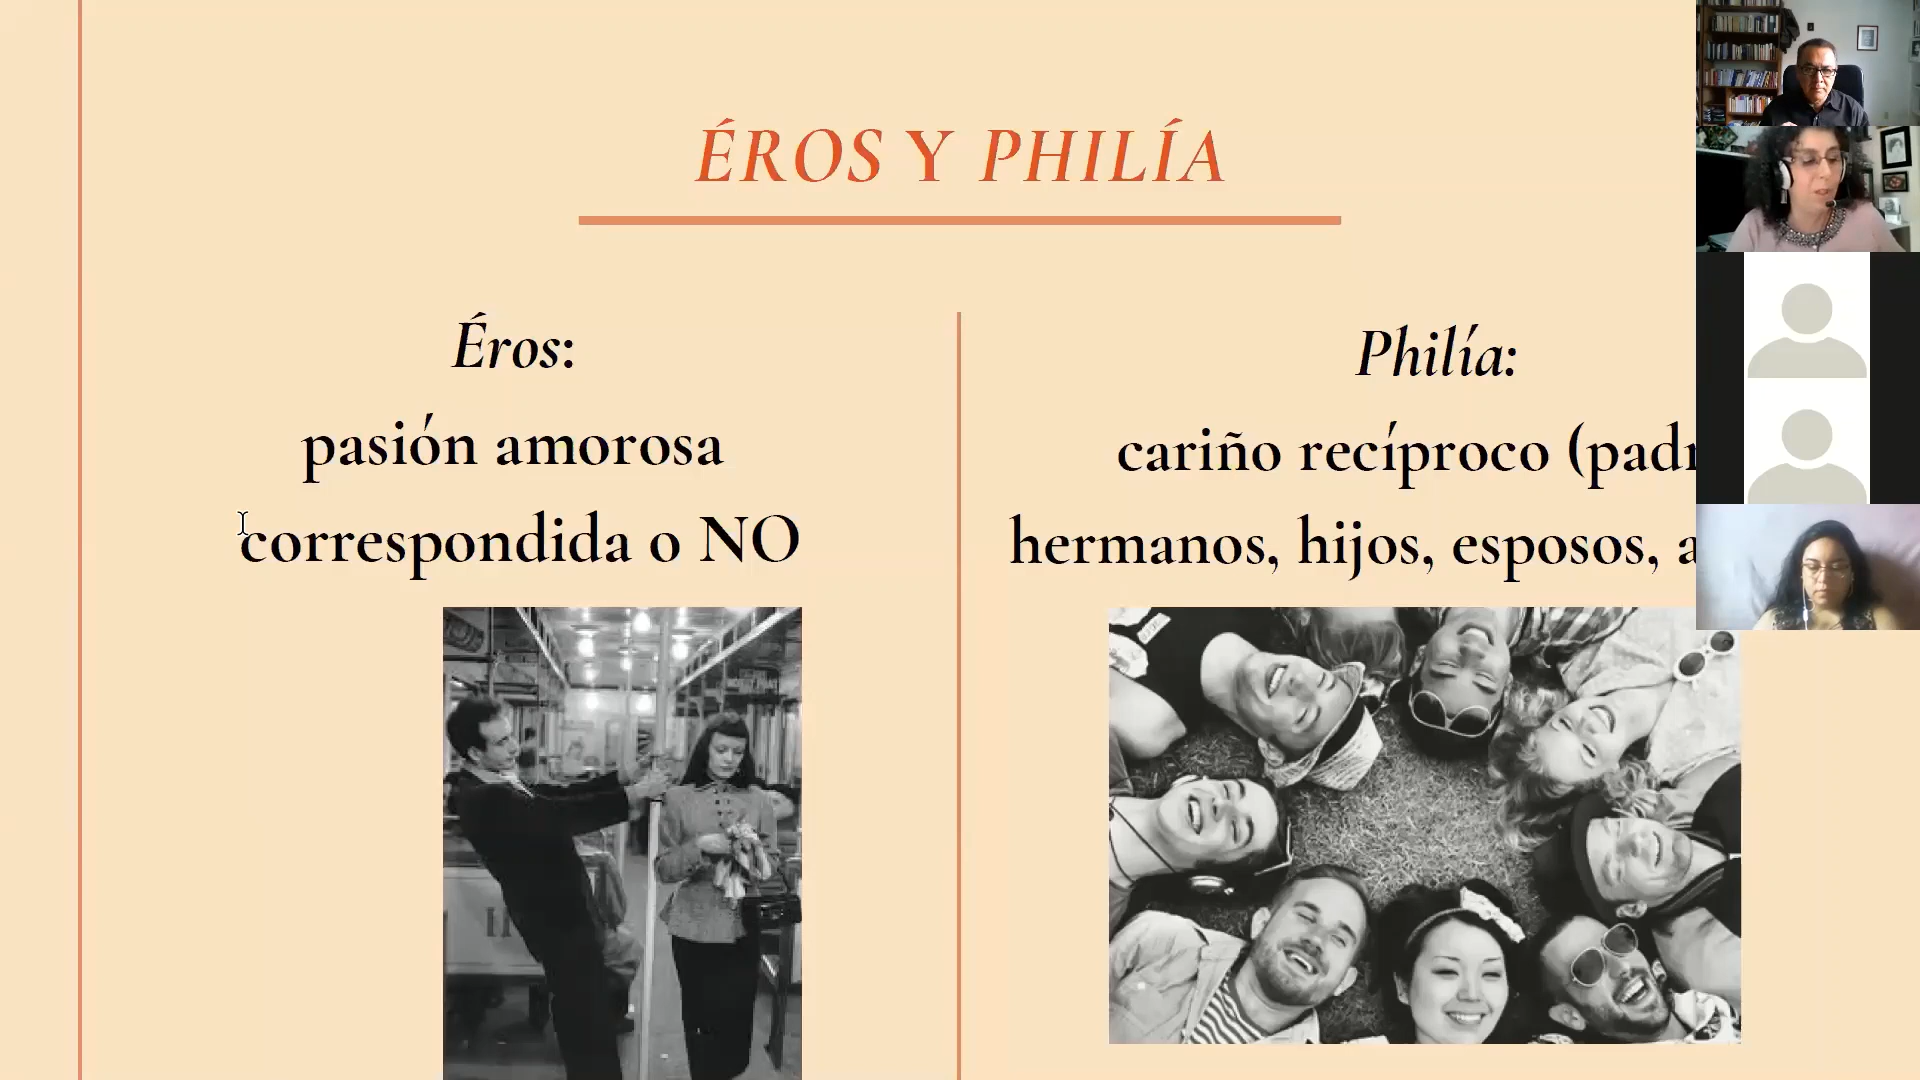 ÉROS Y PHILÍA
Éros:
pasión amorosa
correspondida o NO
Philía:
cariño recíproco
hermanos, hijos, esposos,